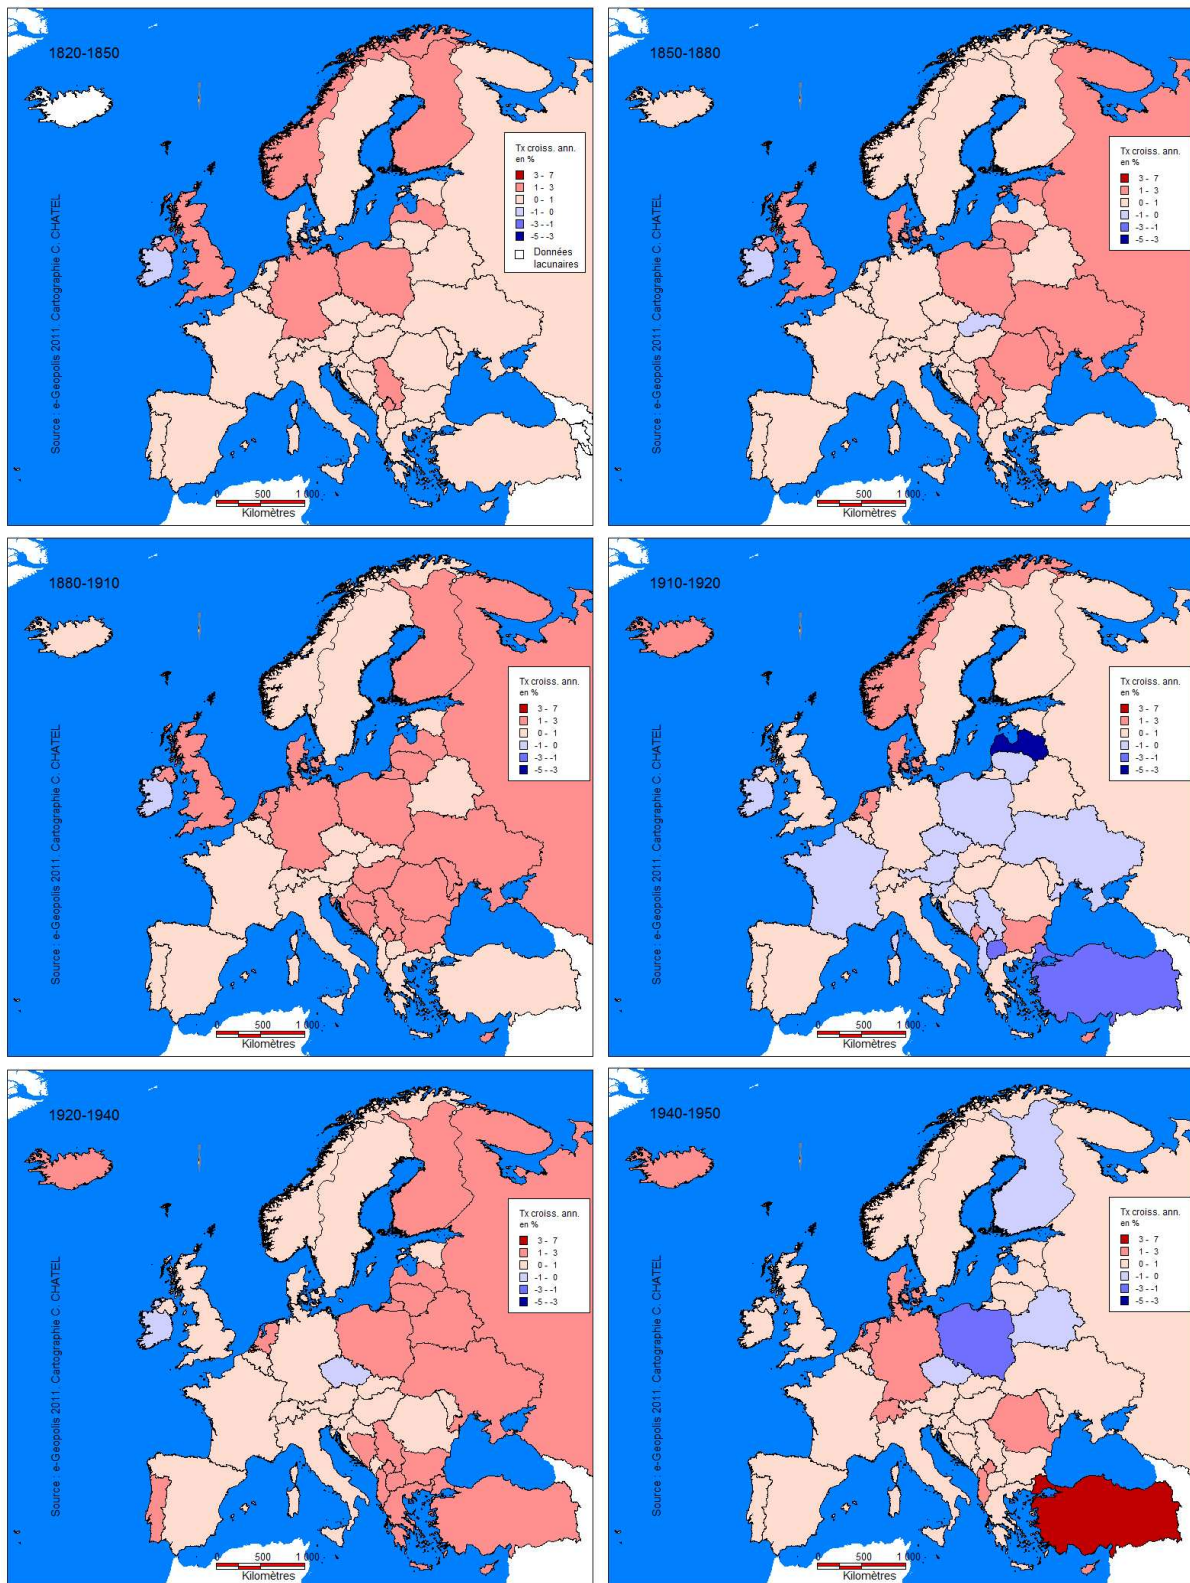 1820-1850
Tx croiss. ann.
en %
3 - 7
1 - 3
0 - 1
-1 - 0
-3 - -1
-5 - -3
Données
lacunaires
Source : e-Geopolis 2011. Cartographie C. CHATEL
0 500 1 000
Kilomètres
1850-1880
Tx croiss. ann.
en %
3 - 7
1 - 3
0 - 1
-1 - 0
-3 - -1
-5 - -3
Source : e-Geopolis 2011. Cartographie C. CHATEL
0 500 1 000
Kilomètres
1880-1910
Tx croiss. ann.
en %
3 - 7
1 - 3
0 - 1
-1 - 0
-3 - -1
-5 - -3
Source : e-Geopolis 2011. Cartographie C. CHATEL
0 500 1 000
Kilomètres
1910-1920
Tx croiss. ann.
en %
3 - 7
1 - 3
0 - 1
-1 - 0
-3 - -1
-5 - -3
Source : e-Geopolis 2011. Cartographie C. CHATEL
0 500 1 000
Kilomètres
1920-1940
Tx croiss. ann.
en %
3 - 7
1 - 3
0 - 1
-1 - 0
-3 - -1
-5 - -3
Source : e-Geopolis 2011. Cartographie C. CHATEL
0 500 1 000
Kilomètres
1940-1950
Tx croiss. ann.
en %
3 - 7
1 - 3
0 - 1
-1 - 0
-3 - -1
-5 - -3
Source : e-Geopolis 2011. Cartographie C. CHATEL
0 500 1 000
Kilomètres